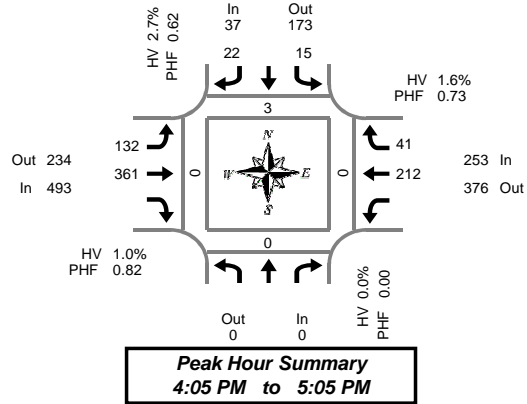 In Out
37 173
HV 2.7%
PHF 0.62
22 15
HV 1.6%
PHF 0.73
3
132
41
Out 234
361
0
N
W E
S
0
212
253 In
In 493
376 Out
HV 1.0%
PHF 0.82
0
HV 0.0%
PHF 0.00
Out In
0 0
Peak Hour Summary
4:05 PM to 5:05 PM